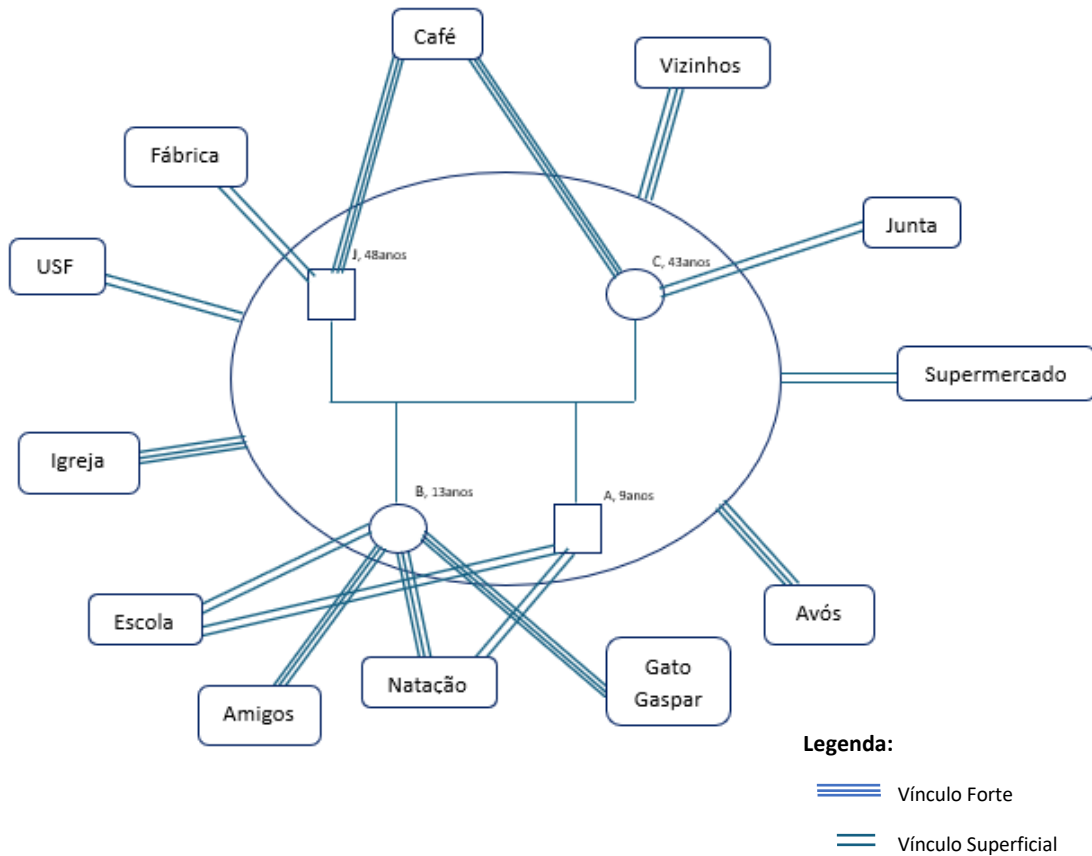 Café
Vizinhos
Fábrica
Junta
J, 48anos
C, 43anos
USF
Supermercado
Igreja
B, 13anos
A, 9anos
Escola
Avós
Natação
Gato
Gaspar
Amigos
Legenda:
Vínculo Forte
Vínculo Superficial